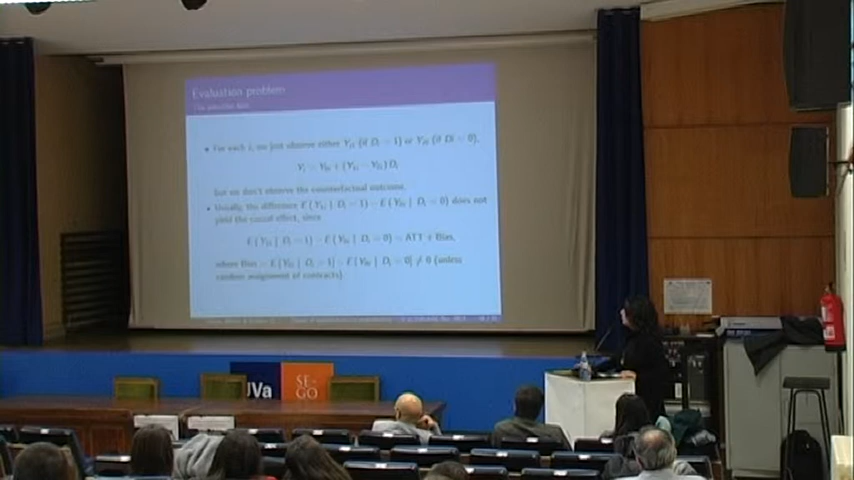 Evaluation problem
• For each i, we just observe either Y₁ᵢ (if Dᵢ = 1) or Y₀ᵢ (if Di = 0),
Yᵢ = Y₀ᵢ + (Y₁ᵢ − Y₀ᵢ) Dᵢ
But we don't observe the counterfactual outcome.
• Usually, the difference E (Y₁ᵢ | Dᵢ = 1) − E (Y₀ᵢ | Dᵢ = 0) does not
yield the causal effect, since
E (Y₁ᵢ | Dᵢ = 1) − E (Y₀ᵢ | Dᵢ = 0) = ATT + Bias,
where Bias = E (Y₀ᵢ | Dᵢ = 1) − E (Y₀ᵢ | Dᵢ = 0) ≠ 0 (unless
random assignment of contracts)
UVa
SE-
GO